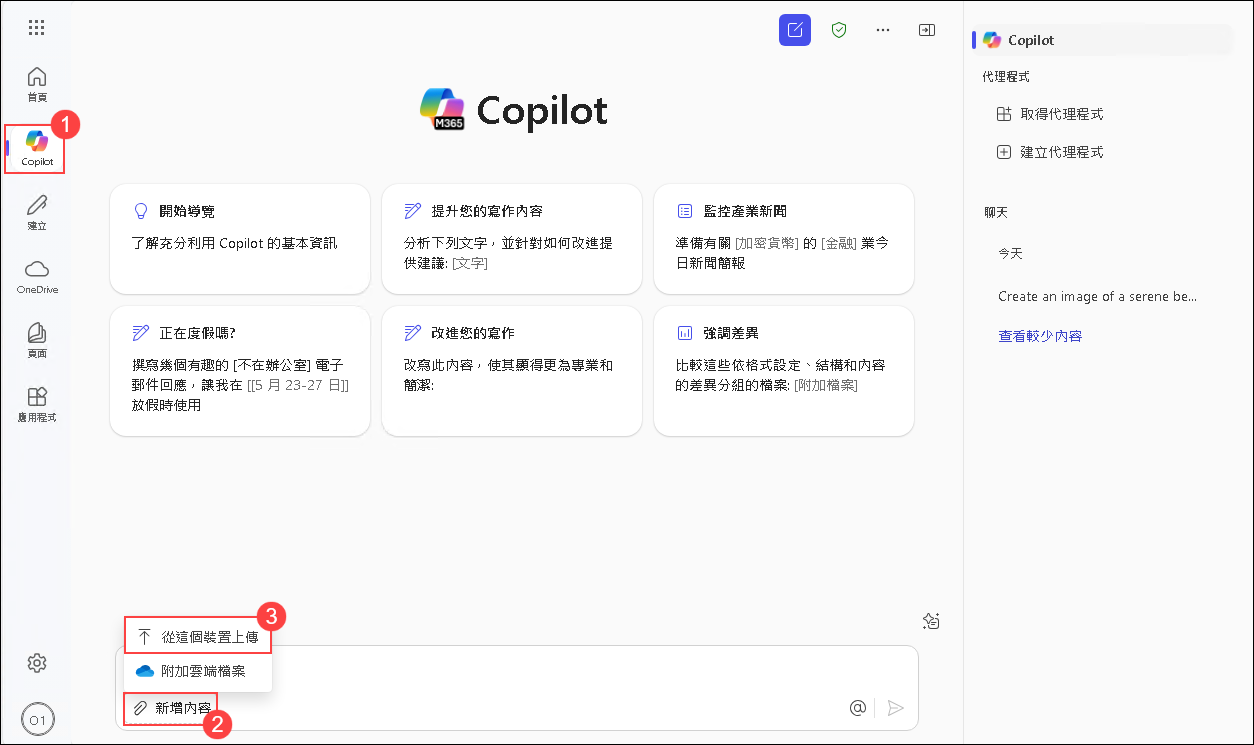 首頁
1
Copilot
建立
OneDrive
頁面
應用程式
O1
M365
Copilot
開始導覽
了解充分利用 Copilot 的基本資訊
提升您的寫作內容
分析下列文字，並針對如何改進提
供建議: [文字]
監控產業新聞
準備有關 [加密貨幣] 的 [金融] 業今
日新聞簡報
正在度假嗎?
撰寫幾個有趣的 [不在辦公室] 電子
郵件回應，讓我在 [[5 月 23-27 日]]
放假時使用
改進您的寫作
改寫此內容，使其顯得更為專業和
簡潔:
強調差異
比較這些依格式設定、結構和內容
的差異分組的檔案: [附加檔案]
3
從這個裝置上傳
附加雲端檔案
新增內容
2
@
Copilot
代理程式
取得代理程式
建立代理程式
聊天
今天
Create an image of a serene be...
查看較少內容